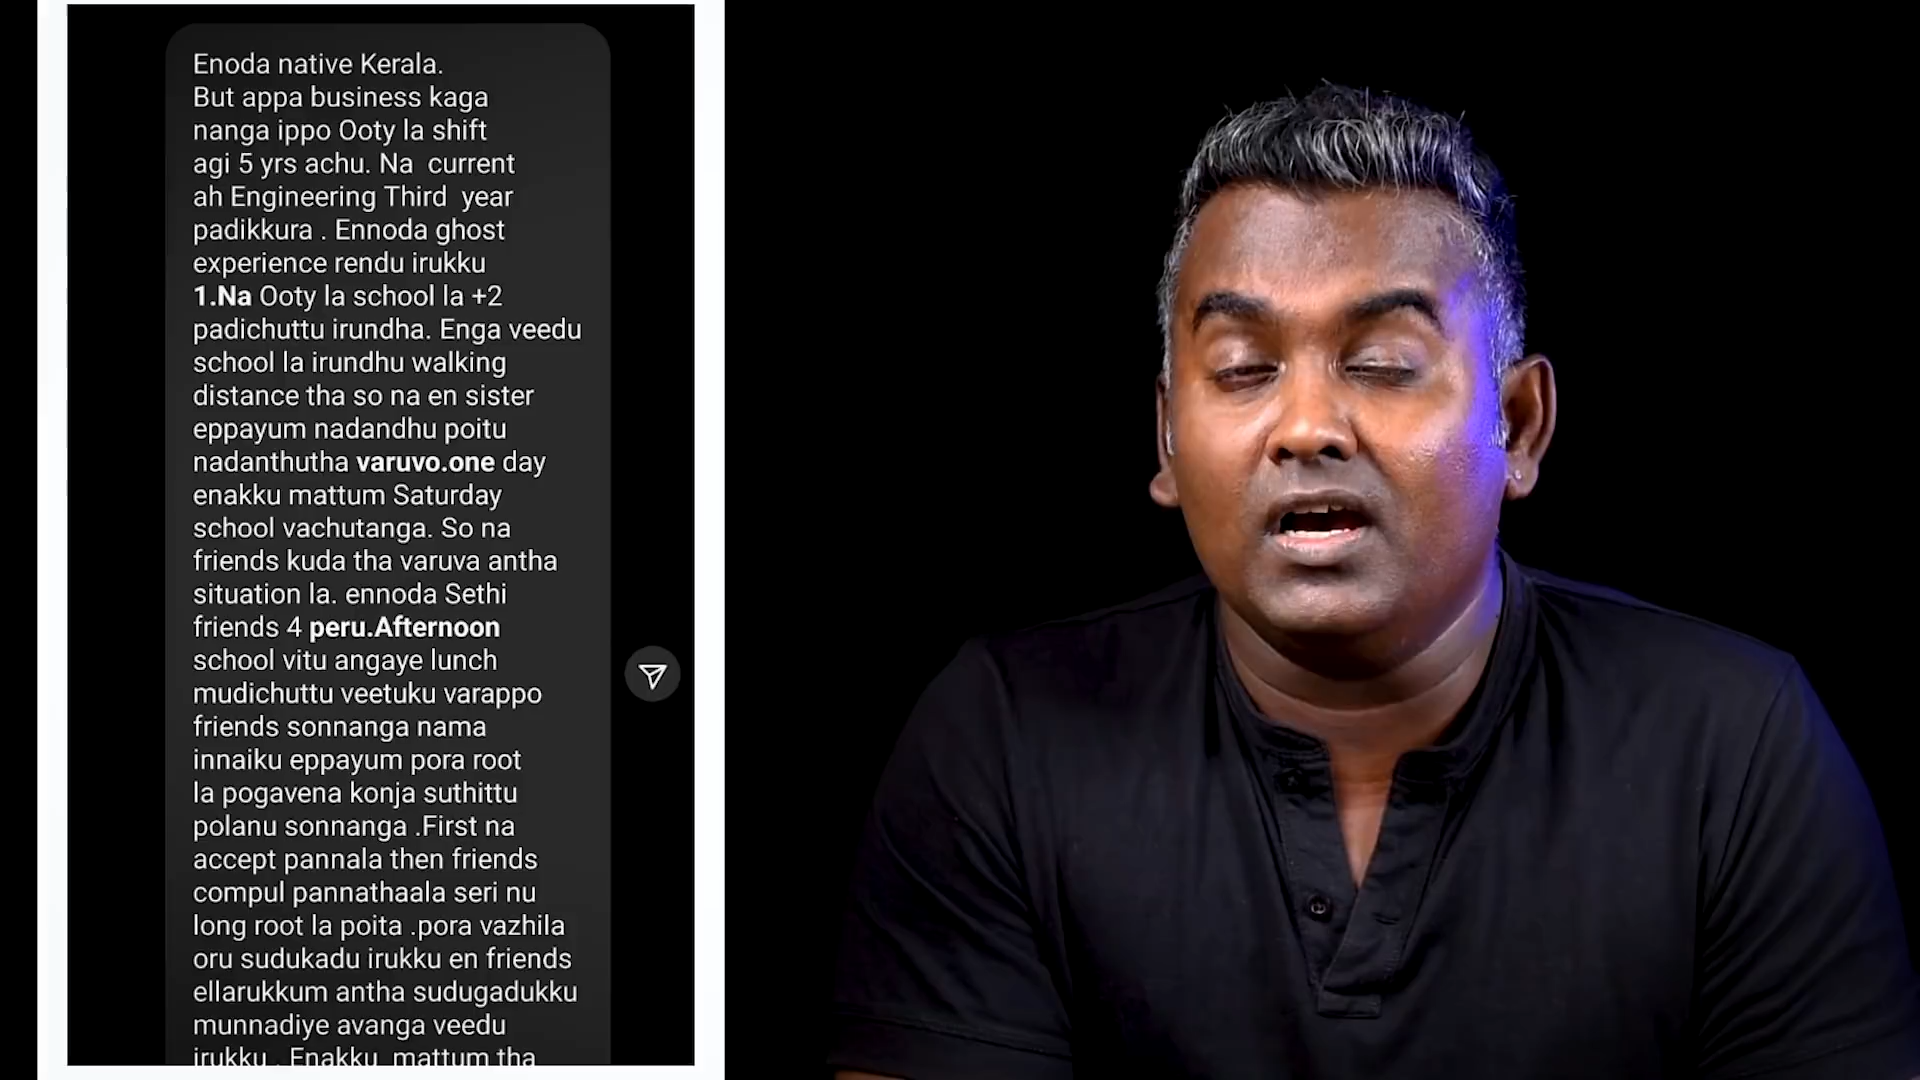 Enoda native Kerala.
But appa business kaga
nanga ippo Ooty la shift
agi 5 yrs achu. Na  current
ah Engineering Third  year
padikkura . Ennoda ghost
experience rendu irukku
1.Na Ooty la school la +2
padichuttu irundha. Enga veedu
school la irundhu walking
distance tha so na en sister
eppayum nadandhu poitu
nadanthutha varuvo.one day
enakku mattum Saturday
school vachutanga. So na
friends kuda tha varuva antha
situation la. ennoda Sethi
friends 4 peru.Afternoon
school vitu angaye lunch
mudichuttu veetuku varappo
friends sonnanga nama
innaiku eppayum pora root
la pogavena konja suthittu
polanu sonnanga .First na
accept pannala then friends
compul pannathaala seri nu
long root la poita .pora vazhila
oru sudukadu irukku en friends
ellarukkum antha sudugadukku
munnadiye avanga veedu
irukku . Enakku  mattum tha